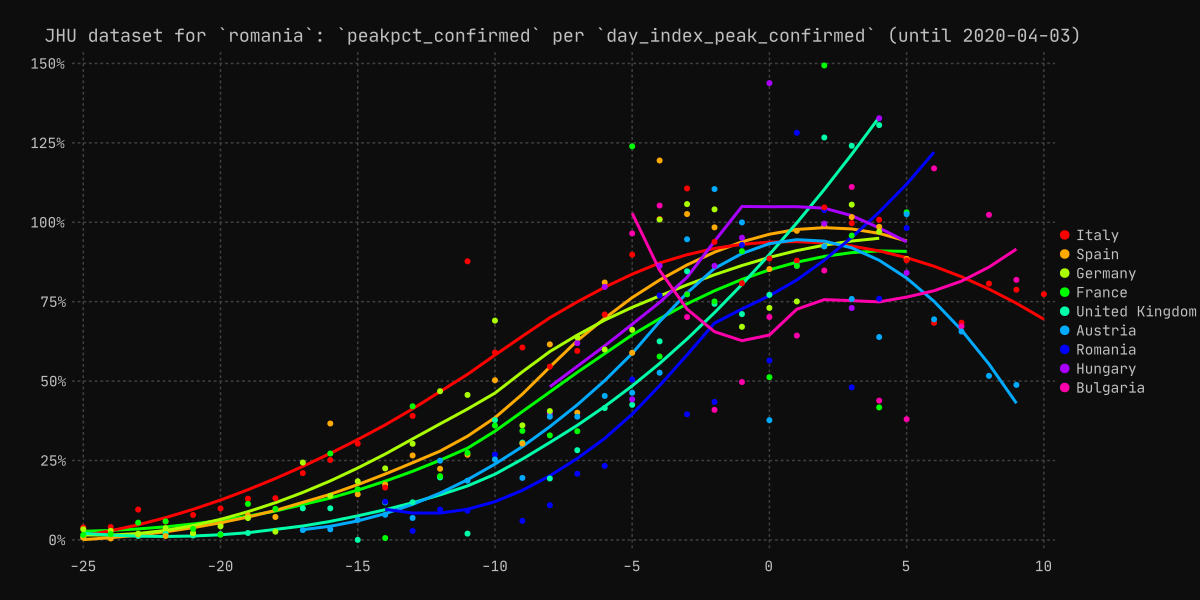 JHU dataset for `romania`: `peakpct_confirmed` per `day_index_peak_confirmed` (until 2020-04-03)
150%
125%
100%
75%
50%
25%
0%
-25 -20 -15 -10 -5 0 5 10
Italy
Spain
Germany
France
United Kingdom
Austria
Romania
Hungary
Bulgaria